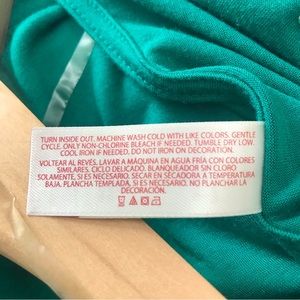 TURN INSIDE OUT. MACHINE WASH COLD WITH LIKE COLORS. GENTLE
CYCLE. ONLY NON-CHLORINE BLEACH IF NEEDED. TUMBLE DRY LOW.
COOL IRON IF NEEDED. DO NOT IRON ON DECORATION.
VOLTEAR AL REVÉS. LAVAR A MÁQUINA EN AGUA FRÍA CON COLORES
SIMILARES, CICLO DELICADO. BLANQUEADOR SIN CLORO
SOLAMENTE, SI ES NECESARIO. SECAR EN SECADORA A TEMPERATURA
BAJA. PLANCHA TEMPLADA, SI ES NECESARIO. NO PLANCHAR LA
DECORACIÓN.